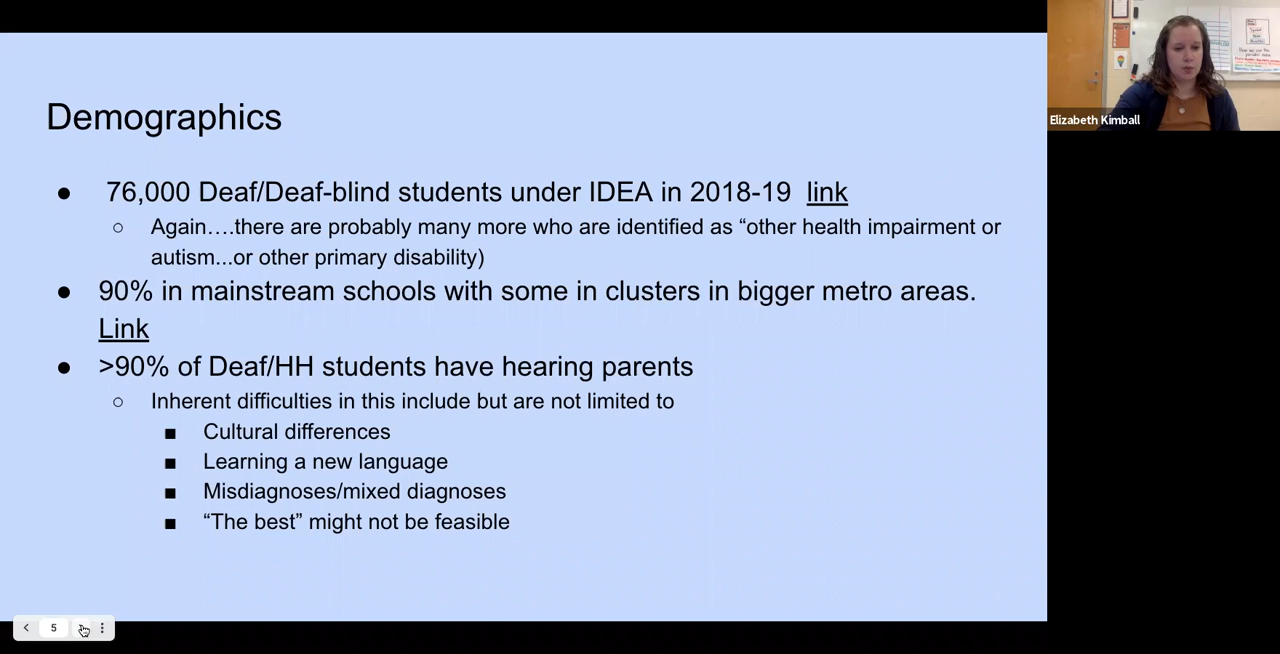 Demographics
● 76,000 Deaf/Deaf-blind students under IDEA in 2018-19 link
○ Again….there are probably many more who are identified as “other health impairment or
autism...or other primary disability)
● 90% in mainstream schools with some in clusters in bigger metro areas.
Link
● >90% of Deaf/HH students have hearing parents
○ Inherent difficulties in this include but are not limited to
■ Cultural differences
■ Learning a new language
■ Misdiagnoses/mixed diagnoses
■ “The best” might not be feasible
5
Elizabeth Kimball